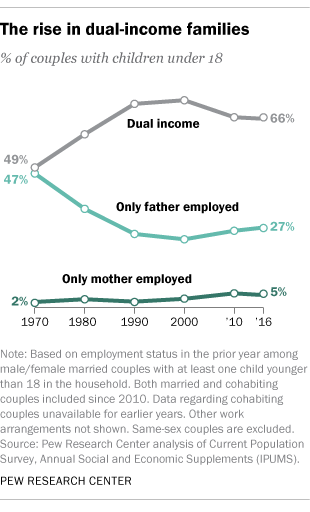 The rise in dual-income families
% of couples with children under 18
Dual income
66%
49%
47%
Only father employed
27%
Only mother employed
2%
5%
1970 1980 1990 2000 ’10 ’16
Note: Based on employment status in the prior year among
male/female married couples with at least one child younger
than 18 in the household. Both married and cohabiting
couples included since 2010. Data regarding cohabiting
couples unavailable for earlier years. Other work
arrangements not shown. Same-sex couples are excluded.
Source: Pew Research Center analysis of Current Population
Survey, Annual Social and Economic Supplements (IPUMS).
PEW RESEARCH CENTER